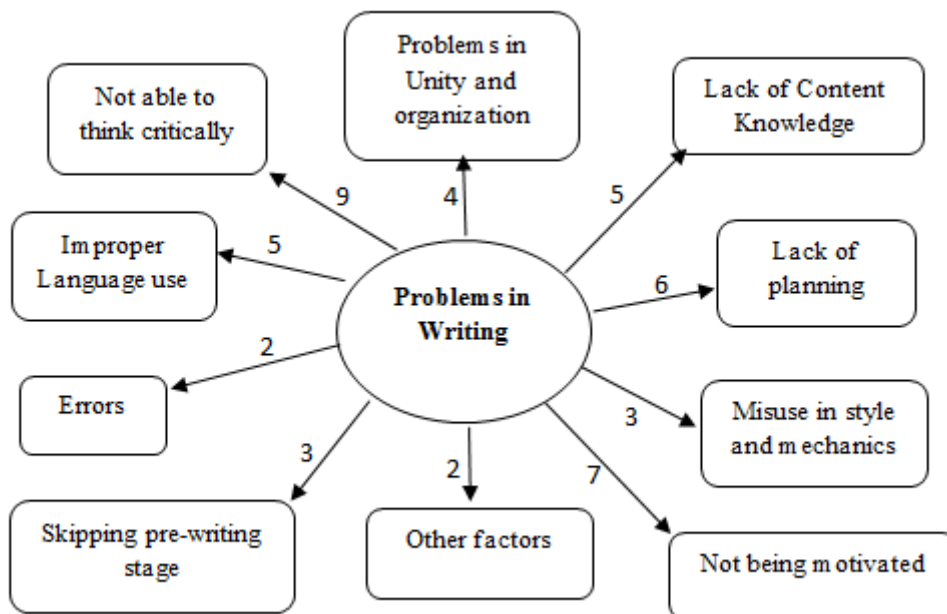 Problems in
Unity and
organization
Not able to
think critically
Lack of Content
Knowledge
9
4
5
Improper
Language use
5
Problems in
Writing
6
Lack of
planning
2
Errors
3
Misuse in style
and mechanics
3
2
7
Skipping pre-writing
stage
Other factors
Not being motivated